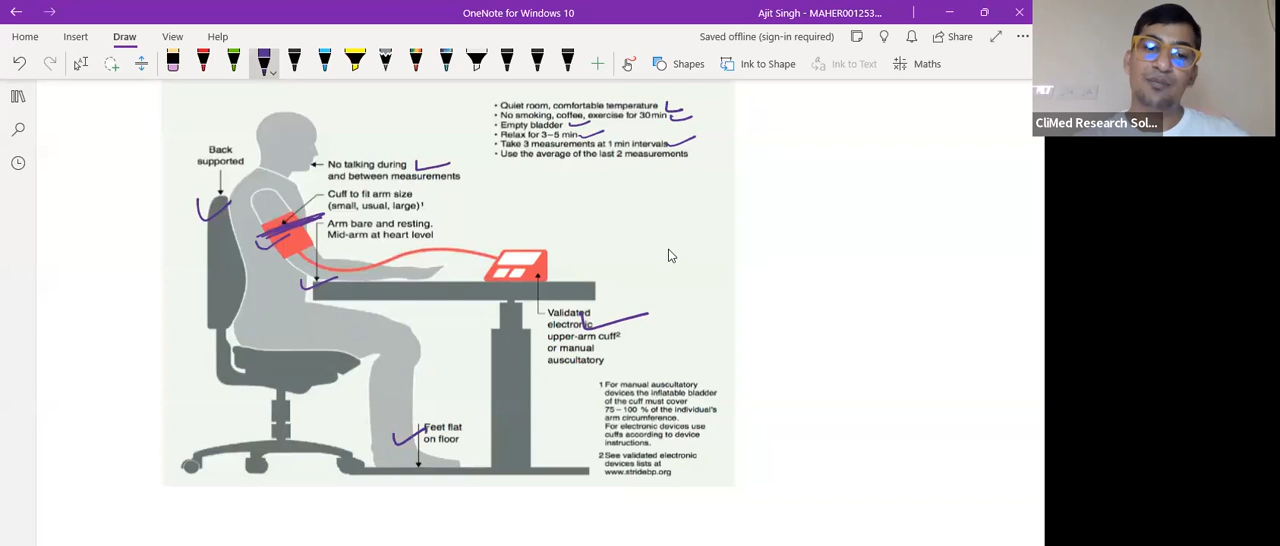 OneNote for Windows 10
Ajit Singh - MAHER001253...
Home Insert Draw View Help
Saved offline (sign-in required)
Share
Shapes
Ink to Shape
Ink to Text
Maths
CliMed Research Sol...
• Quiet room, comfortable temperature
• No smoking, coffee, exercise for 30 min
• Empty bladder
• Relax for 3–5 min
• Take 3 measurements at 1 min intervals
• Use the average of the last 2 measurements
Back
supported
No talking during
and between measurements
Cuff to fit arm size
(small, usual, large)¹
Arm bare and resting.
Mid-arm at heart level
Validated
electronic
upper-arm cuff²
or manual
auscultatory
Feet flat
on floor
1 For manual auscultatory
devices the inflatable bladder
of the cuff must cover
75–100 % of the individual's
arm circumference.
For electronic devices use
cuffs according to device
instructions.
2 See validated electronic
devices lists at
www.stridebp.org